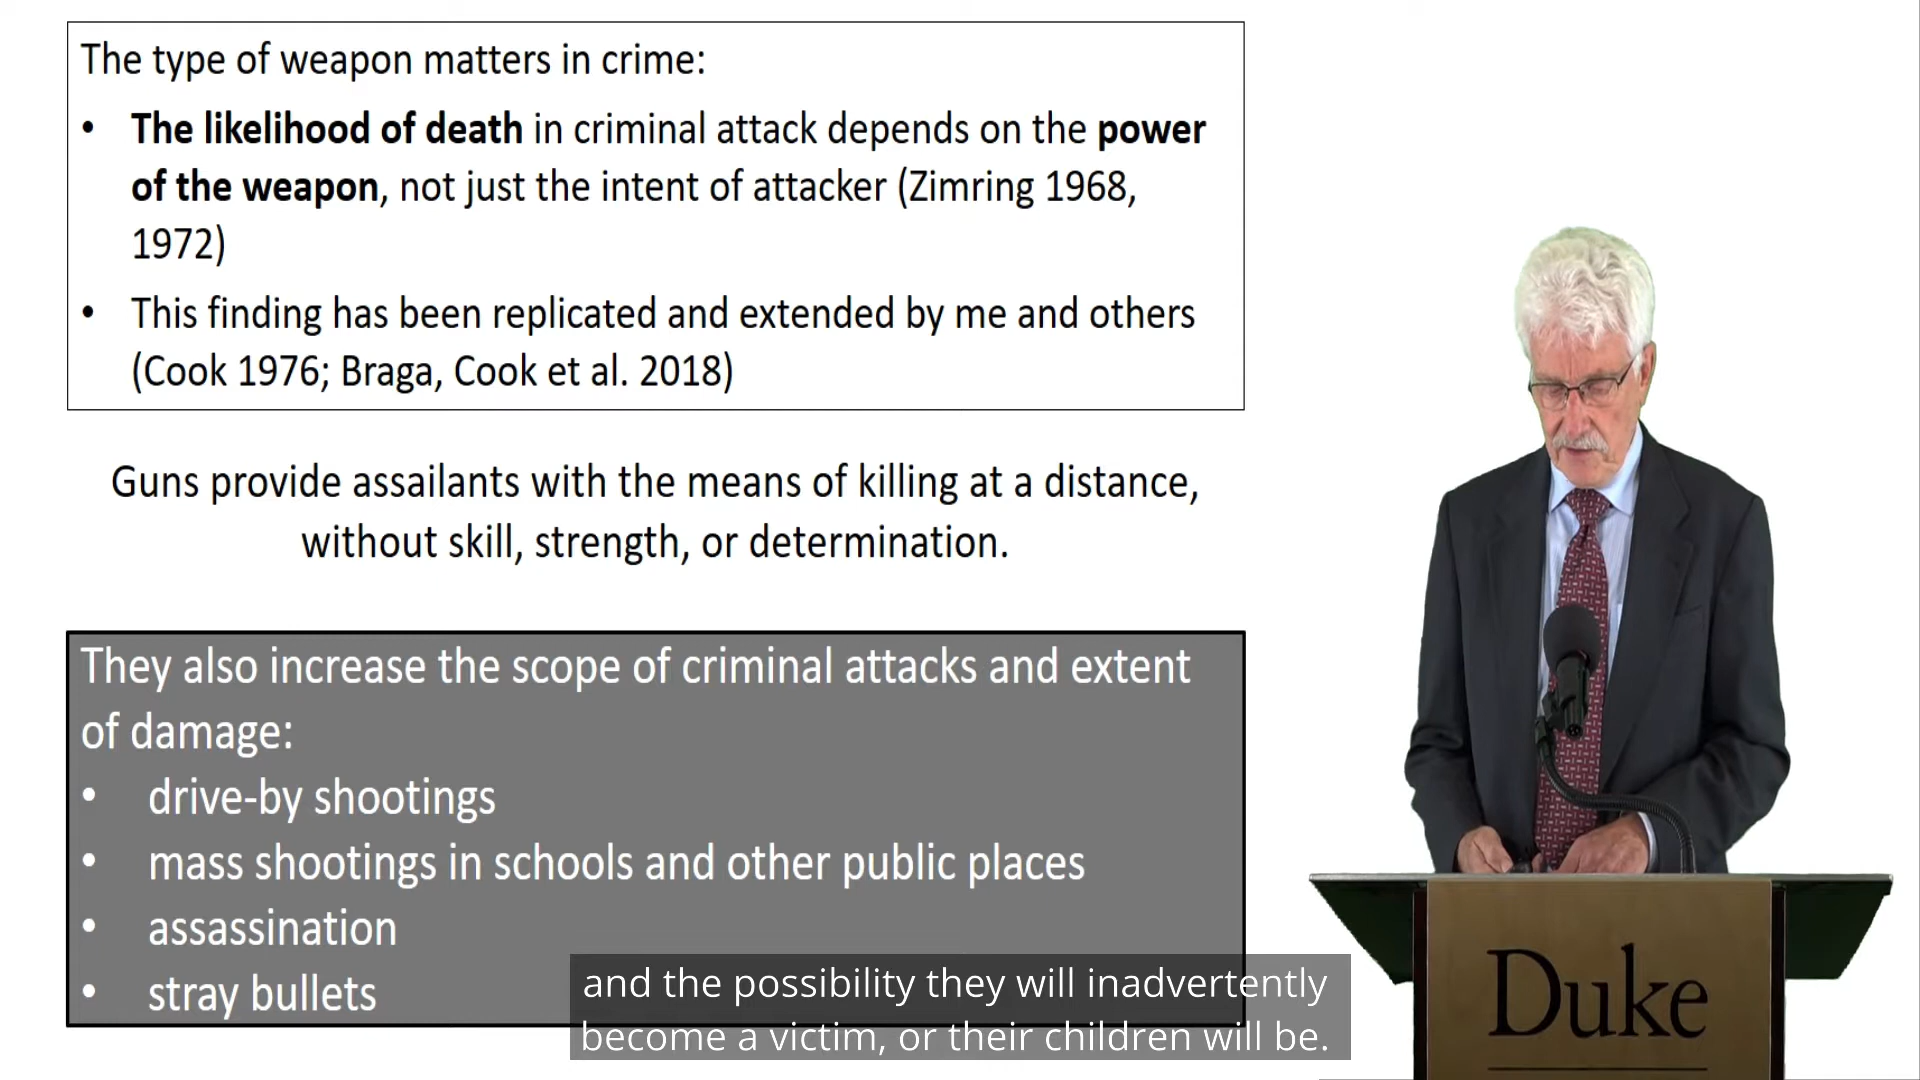 The type of weapon matters in crime:
• The likelihood of death in criminal attack depends on the power
of the weapon, not just the intent of attacker (Zimring 1968,
1972)
• This finding has been replicated and extended by me and others
(Cook 1976; Braga, Cook et al. 2018)
Guns provide assailants with the means of killing at a distance,
without skill, strength, or determination.
They also increase the scope of criminal attacks and extent
of damage:
• drive-by shootings
• mass shootings in schools and other public places
• assassination
• stray bullets
and the possibility they will inadvertently
become a victim, or their children will be.
Duke